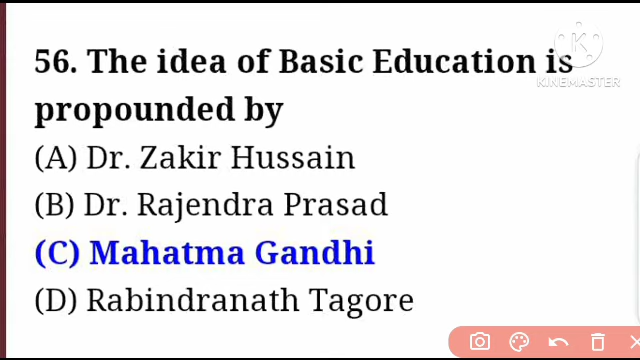 56. The idea of Basic Education is
KINEMASTER
propounded by
(A) Dr. Zakir Hussain
(B) Dr. Rajendra Prasad
(C) Mahatma Gandhi
(D) Rabindranath Tagore